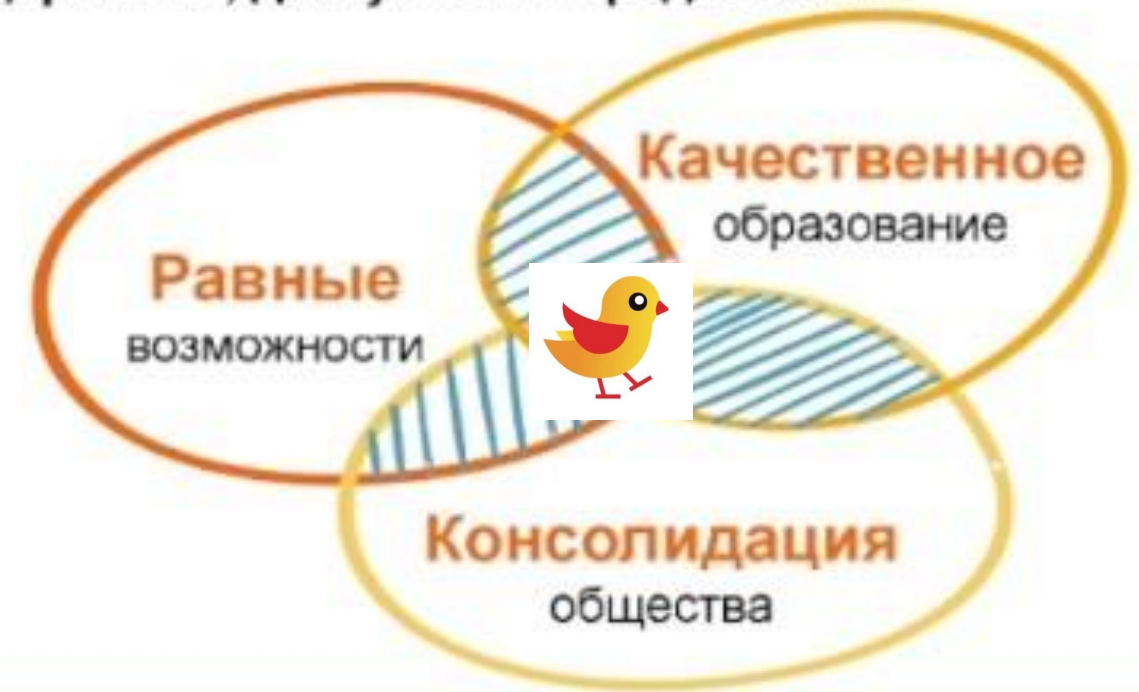 Равные
возможности
Качественное
образование
Консолидация
общества